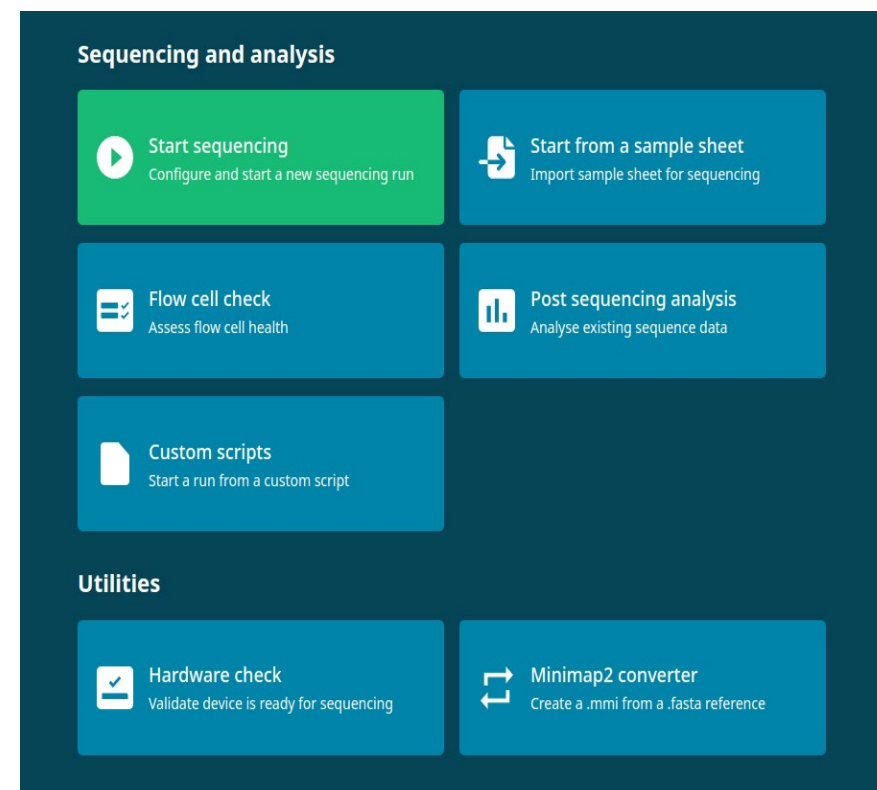 Sequencing and analysis
Start sequencing
Configure and start a new sequencing run
Start from a sample sheet
Import sample sheet for sequencing
Flow cell check
Assess flow cell health
Post sequencing analysis
Analyse existing sequence data
Custom scripts
Start a run from a custom script
Utilities
Hardware check
Validate device is ready for sequencing
Minimap2 converter
Create a .mmi from a .fasta reference